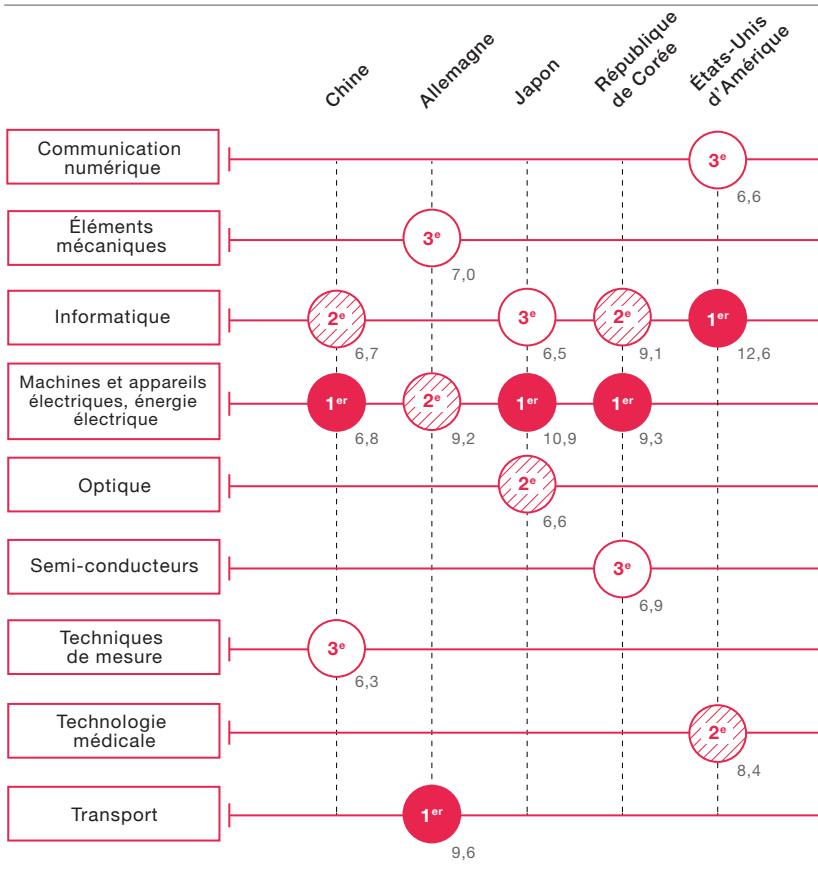 Chine
Allemagne
Japon
République
de Corée
États-Unis
d'Amérique
Communication
numérique
3e
6,6
Éléments
mécaniques
3e
7,0
Informatique
2e
3e
2e
1er
6,7
6,5
9,1
12,6
Machines et appareils
électriques, énergie
électrique
1er
2e
1er
1er
6,8
9,2
10,9
9,3
Optique
2e
6,6
Semi-conducteurs
3e
6,9
Techniques
de mesure
3e
6,3
Technologie
médicale
2e
8,4
Transport
1er
9,6